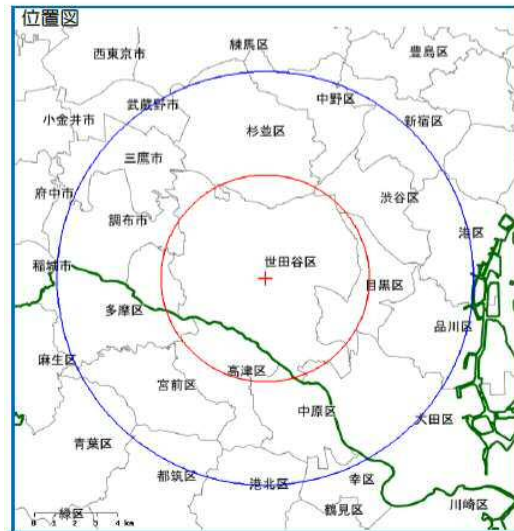 位置図
練馬区
西東京市
豊島区
武蔵野市
中野区
小金井市
新宿区
杉並区
三鷹市
府中市
渋谷区
調布市
港区
世田谷区
稲城市
目黒区
多摩区
品川区
麻生区
高津区
宮前区
中原区
大田区
青葉区
都筑区
港北区
幸区
川崎区
鶴見区
緑区
0 1 2 3 4 km